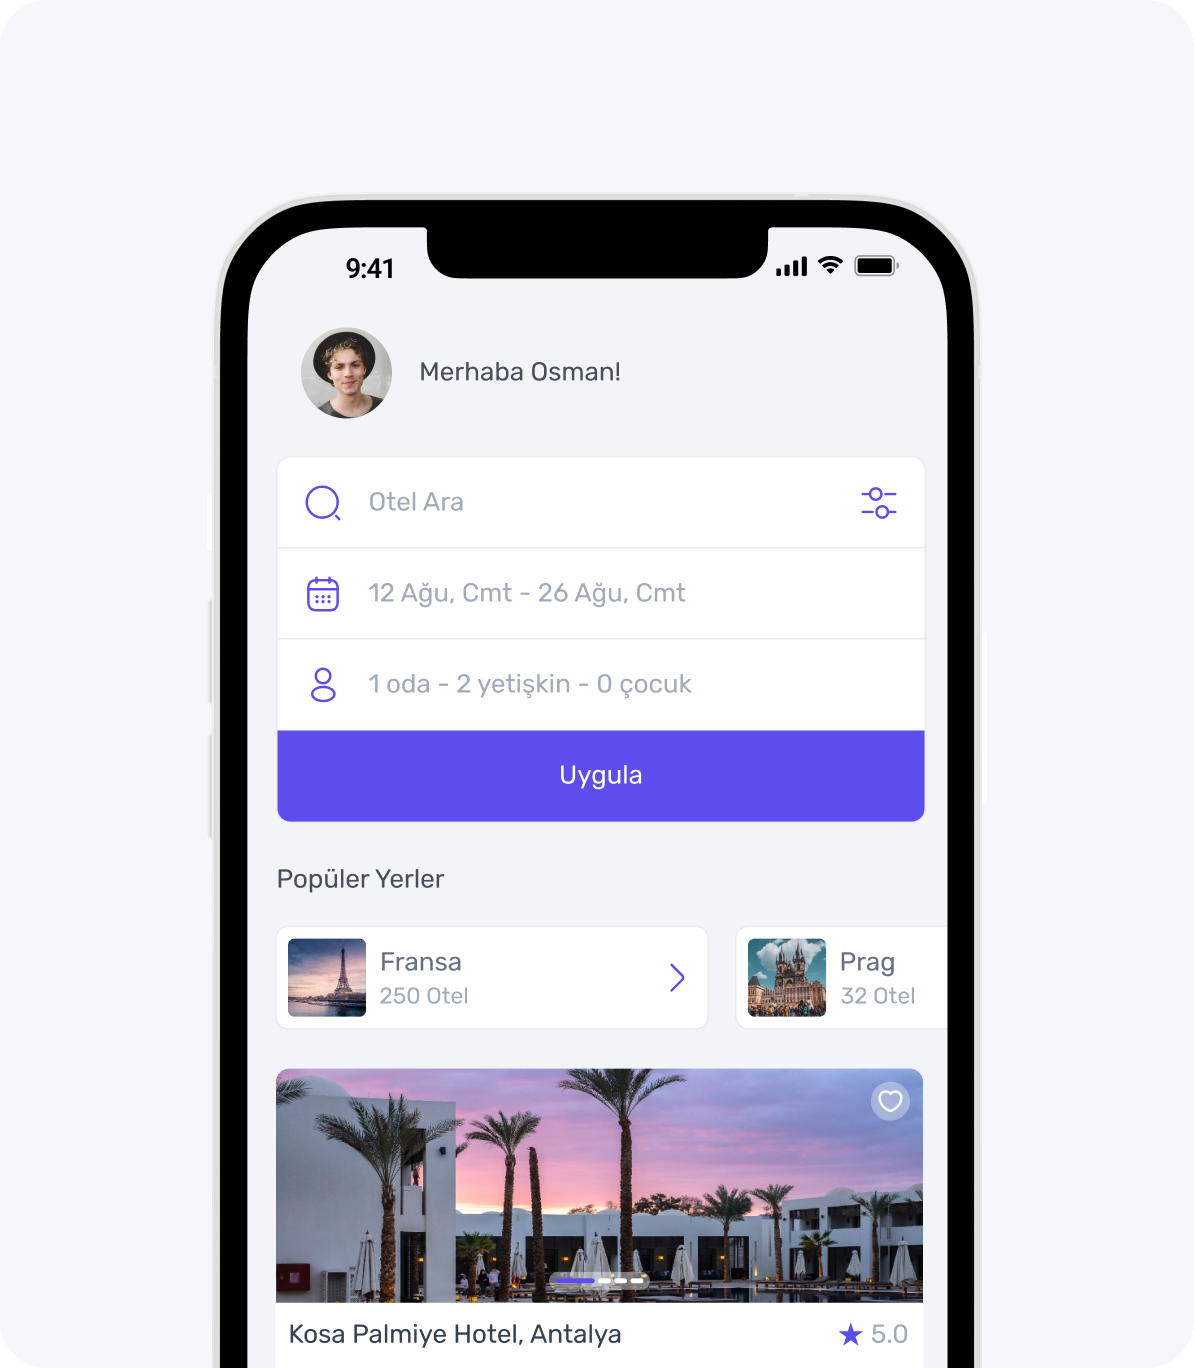 9:41
Merhaba Osman!
Otel Ara
12 Ağu, Cmt - 26 Ağu, Cmt
1 oda - 2 yetişkin - 0 çocuk
Uygula
Popüler Yerler
Fransa
250 Otel
Prag
32 Otel
Kosa Palmiye Hotel, Antalya
5.0